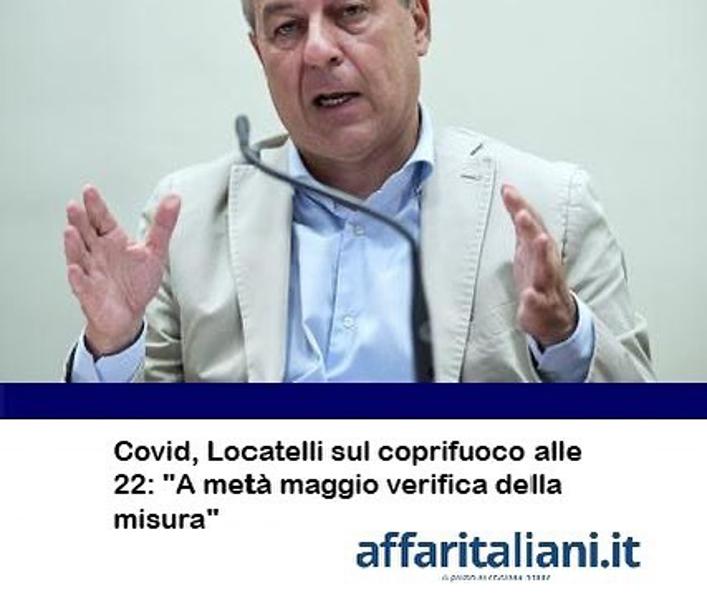 Covid, Locatelli sul coprifuoco alle
22: "A metà maggio verifica della
misura"
affaritaliani.it